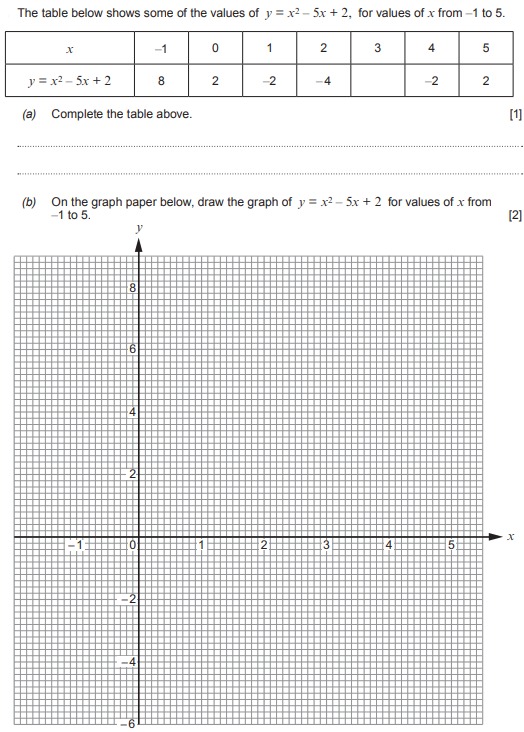 The table below shows some of the values of y = x² – 5x + 2, for values of x from –1 to 5.
x –1 0 1 2 3 4 5
y = x² – 5x + 2 8 2 –2 –4 –2 2
(a) Complete the table above. [1]
(b) On the graph paper below, draw the graph of y = x² – 5x + 2 for values of x from
–1 to 5. [2]
y
8
6
4
2
–1 0 1 2 3 4 5 x
–2
–4
–6